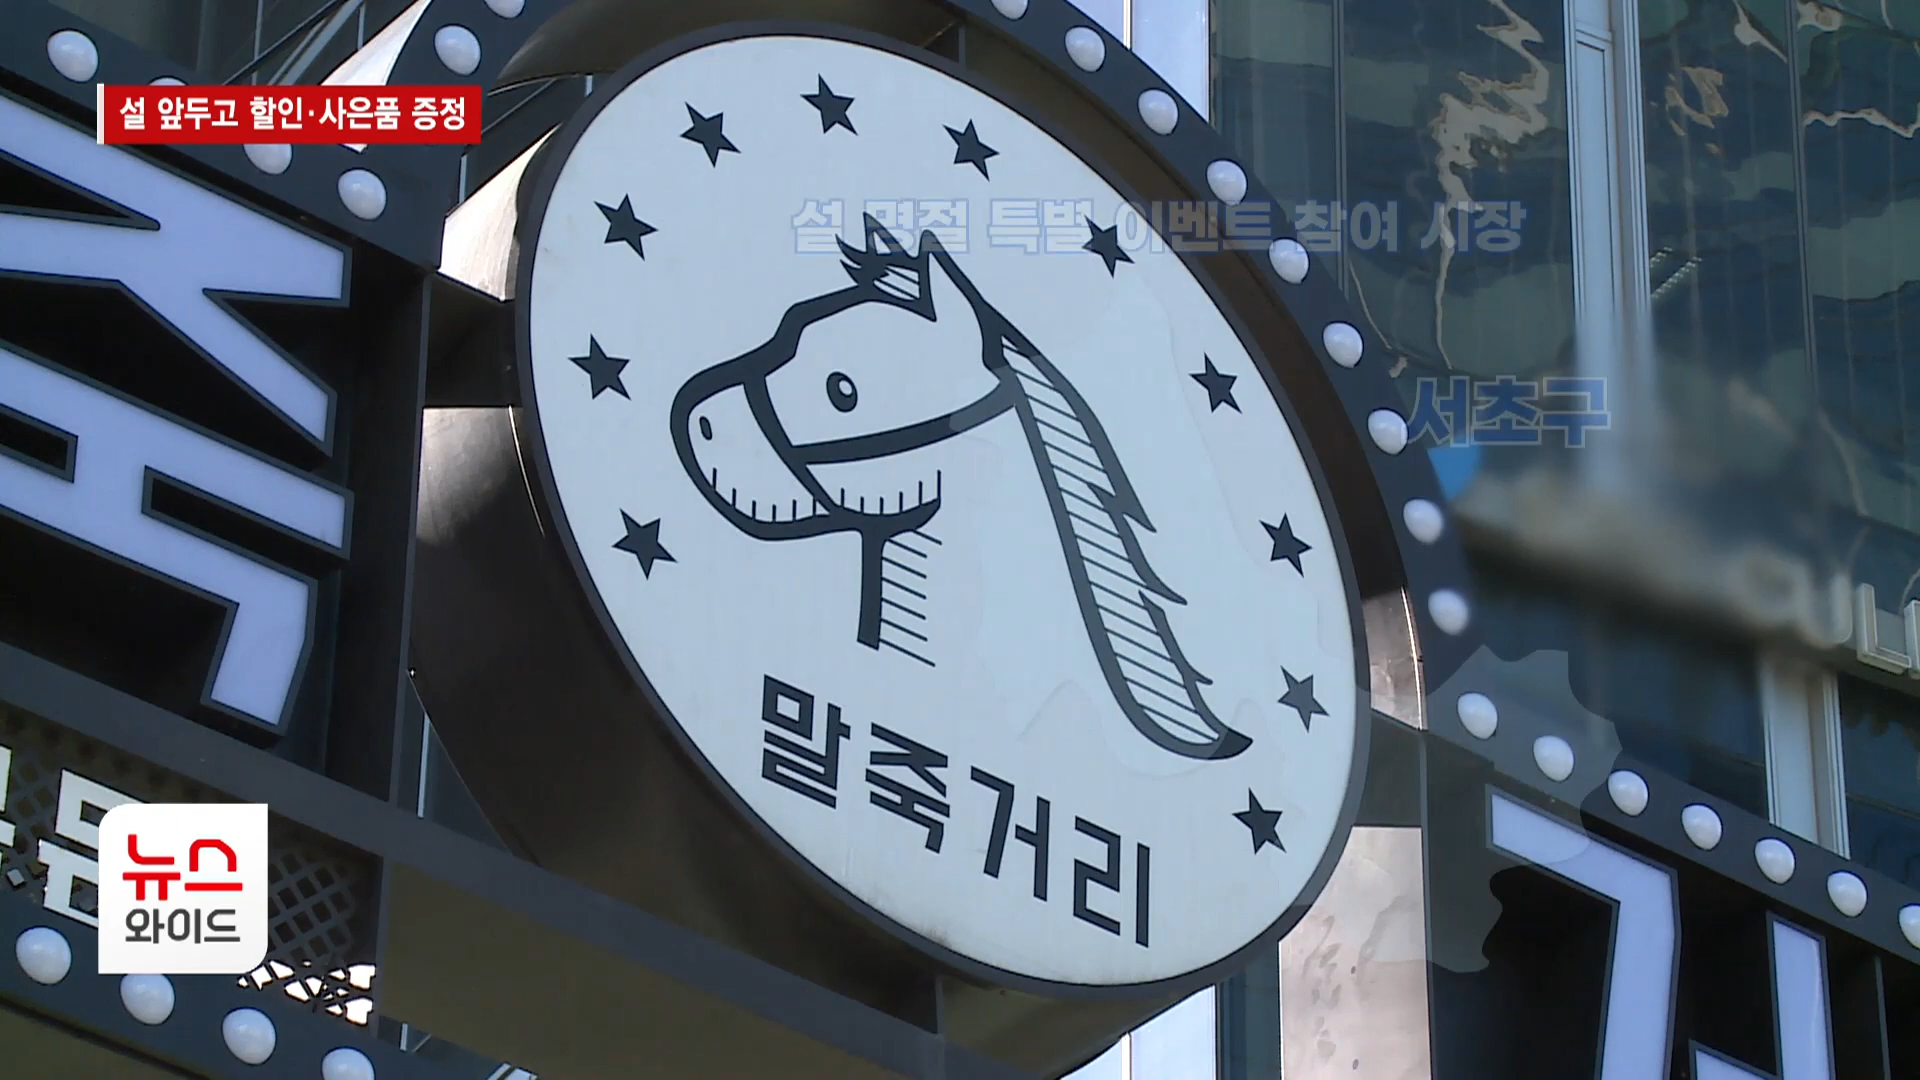 설 앞두고 할인·사은품 증정
설 명절 특별 이벤트 참여 시장
서초구
말죽거리
뉴스
와이드